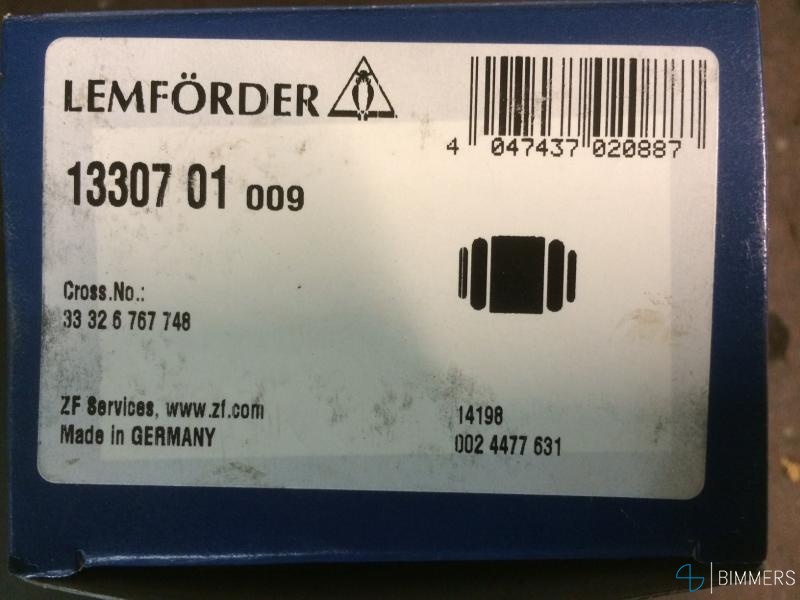 LEMFÖRDER
4 047437 020887
13307 01 009
Cross.No.:
33 32 6 767 748
ZF Services, www.zf.com
Made in GERMANY
14198
002 4477 631
BIMMERS